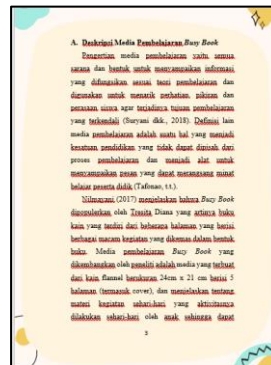 A. Deskripsi Media Pembelajaran Busy Book
Pengertian media pembelajaran yaitu semua
sarana dan bentuk untuk menyampaikan informasi
yang difungsikan sesuai teori pembelajaran dan
digunakan untuk menarik perhatian, pikiran dan
perasaan siswa agar terjadinya tujuan pembelajaran
yang terkendali (Suryani dkk., 2018). Definisi lain
media pembelajaran adalah suatu hal yang menjadi
kesatuan pendidikan yang tidak dapat dipisah dari
proses pembelajaran dan menjadi alat untuk
menyampaikan pesan yang dapat merangsang minat
belajar peserta didik (Tafonao, t.t.).
Nilmayani (2017) menjelaskan bahwa Busy Book
dipopulerkan oleh Tresita Diana yang artinya buku
kain yang terdiri dari beberapa halaman yang berisi
berbagai macam kegiatan yang dikemas dalam bentuk
buku. Media pembelajaran Busy Book yang
dikembangkan oleh peneliti adalah media yang terbuat
dari kain flannel berukuran 24cm x 21 cm berisi 5
halaman (termasuk cover), dan menjelaskan tentang
materi kegiatan sehari-hari yang aktivitasnya
dilakukan sehari-hari oleh anak sehingga dapat